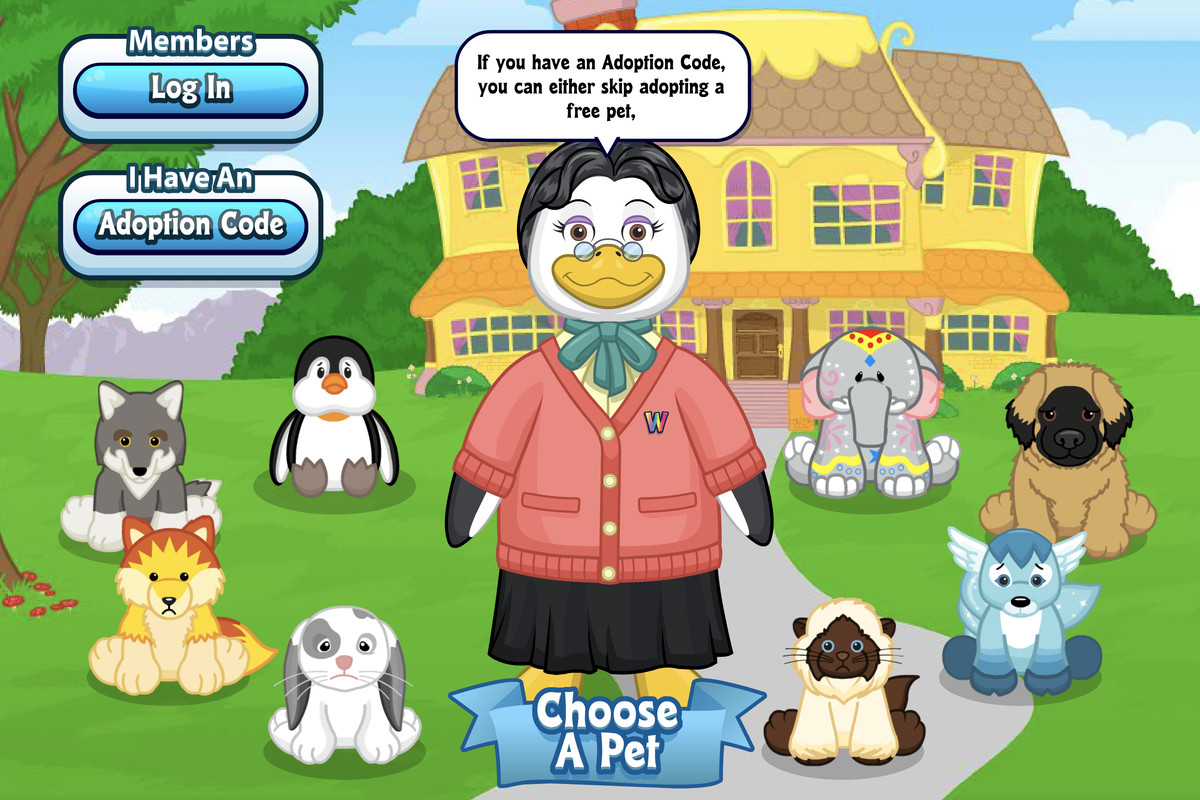 Members
Log In
I Have An
Adoption Code
If you have an Adoption Code,
you can either skip adopting a
free pet,
W
Choose
A Pet